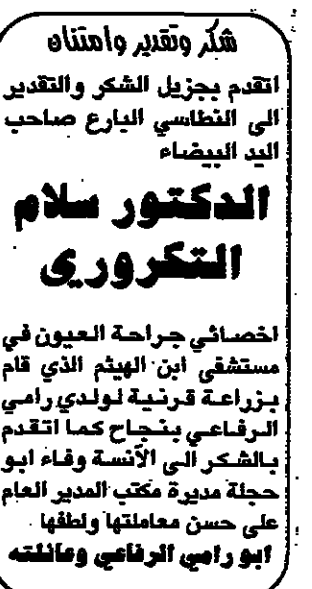 شكر وتقدير وامتنان
اتقدم بجزيل الشكر والتقدير
الى النطاسي البارع صاحب
اليد البيضاء
الدكتور سلام
التكروري
اخصائي جراحة العيون في
مستشفى ابن الهيثم الذي قام
بزراعة قرنية لولدي رامي
الرفاعي بنجاح كما اتقدم
بالشكر الى الآنسة وفاء ابو
حجلة مديرة مكتب المدير العام
على حسن معاملتها ولطفها .
ابو رامي الرفاعي وعائلته